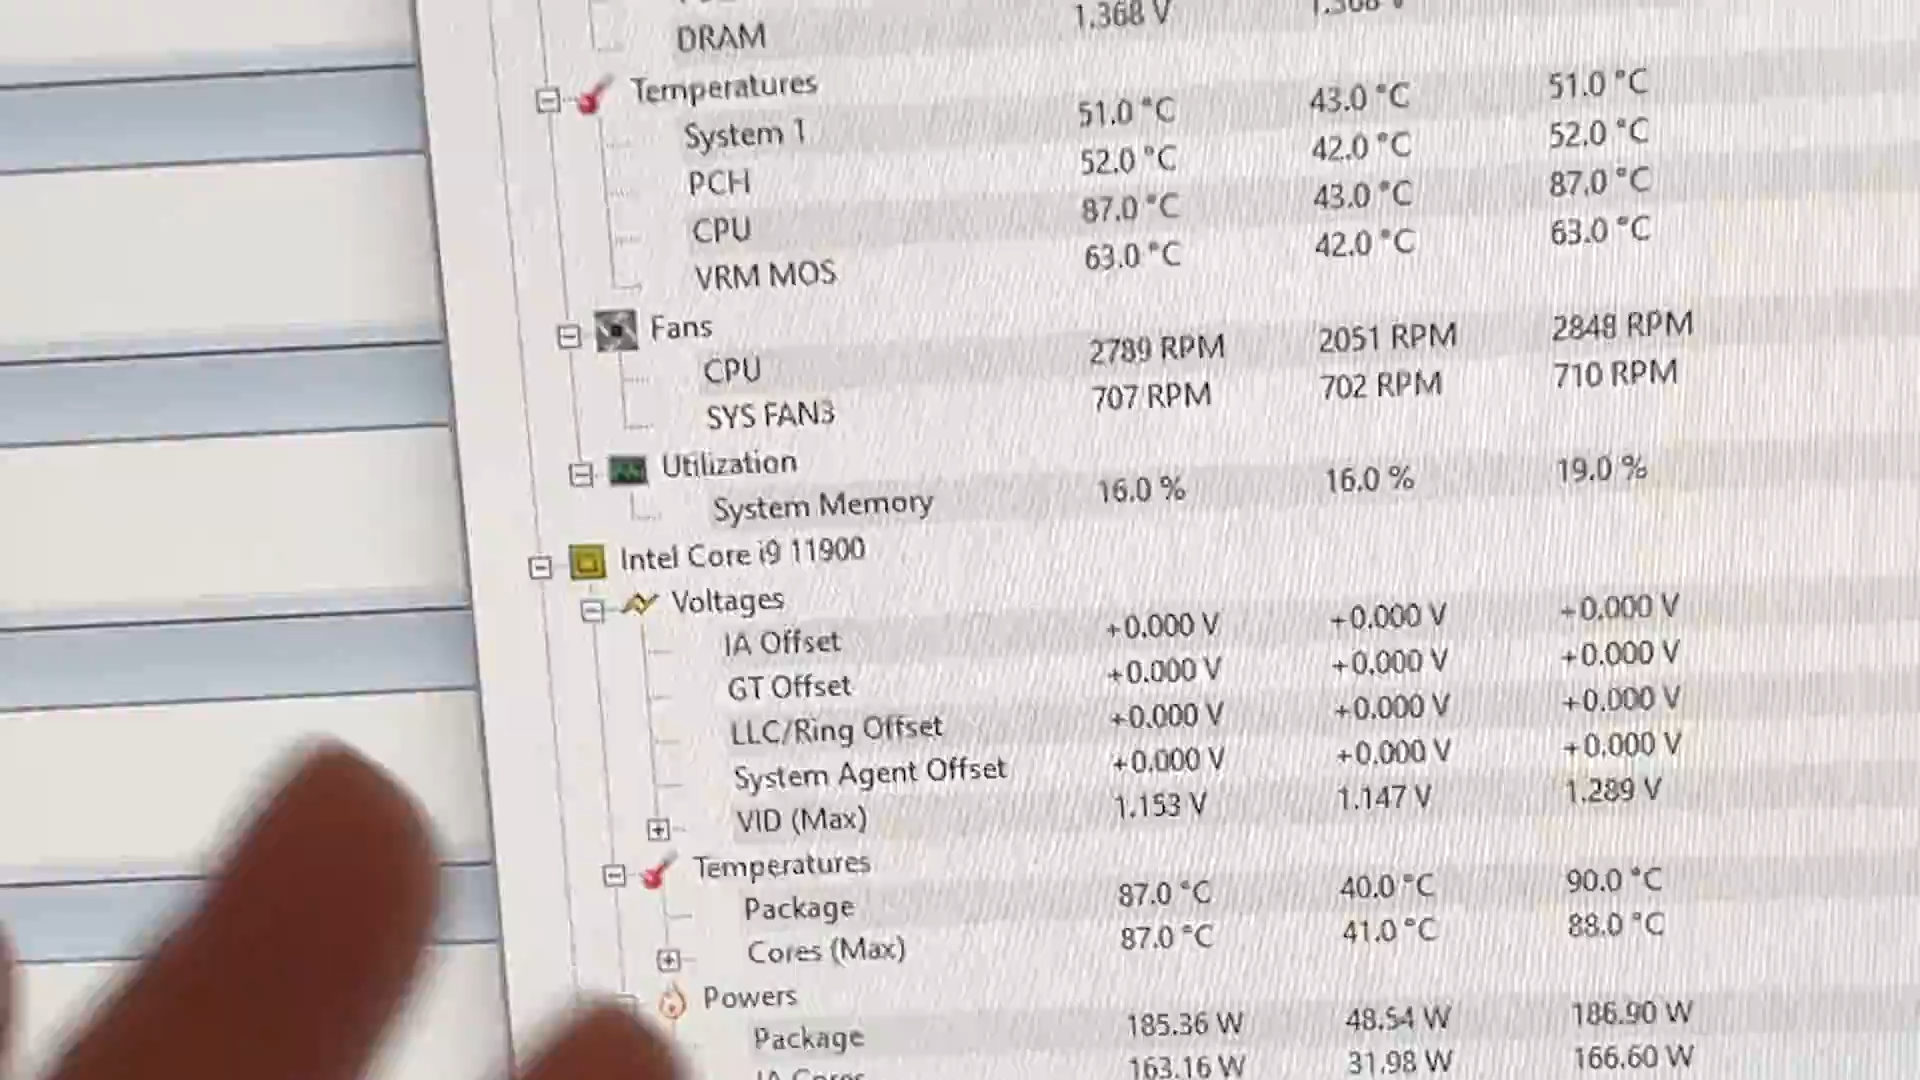 DRAM 1.368 V
Temperatures
System 1 51.0 °C 43.0 °C 51.0 °C
PCH 52.0 °C 42.0 °C 52.0 °C
CPU 87.0 °C 43.0 °C 87.0 °C
VRM MOS 63.0 °C 42.0 °C 63.0 °C
Fans
CPU 2789 RPM 2051 RPM 2848 RPM
SYS FAN3 707 RPM 702 RPM 710 RPM
Utilization
System Memory 16.0 % 16.0 % 19.0 %
Intel Core i9 11900
Voltages
IA Offset +0.000 V +0.000 V +0.000 V
GT Offset +0.000 V +0.000 V +0.000 V
LLC/Ring Offset +0.000 V +0.000 V +0.000 V
System Agent Offset +0.000 V +0.000 V +0.000 V
VID (Max) 1.153 V 1.147 V 1.289 V
Temperatures
Package 87.0 °C 40.0 °C 90.0 °C
Cores (Max) 87.0 °C 41.0 °C 88.0 °C
Powers
Package 185.36 W 48.54 W 186.90 W
IA Cores 163.16 W 31.98 W 166.60 W